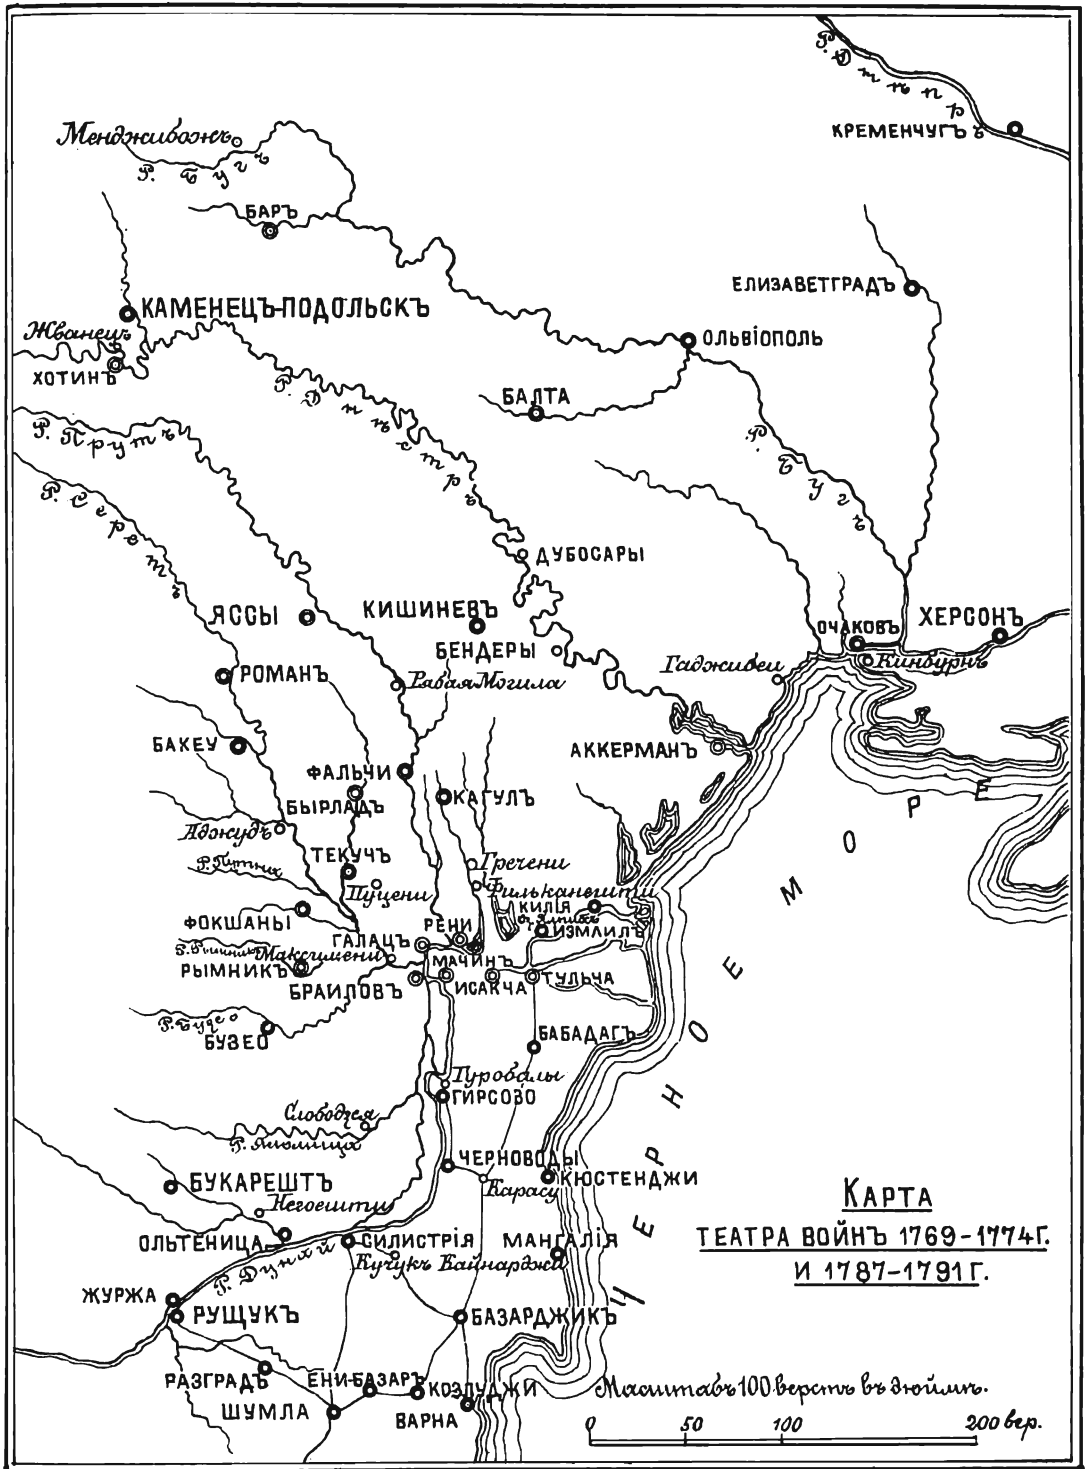 Р. Днѣпръ
КРЕМЕНЧУГЪ
Менджибожъ
Р. Бугъ
БАРЪ
ЕЛИЗАВЕТГРАДЪ
КАМЕНЕЦЪ-ПОДОЛЬСКЪ
Жванецъ
ОЛЬВІОПОЛЬ
ХОТИНЪ
Р. Днѣстръ
БАЛТА
Р. Прутъ
Р. Бугъ
Р. Серетъ
ДУБОСАРЫ
ЯССЫ
КИШИНЕВЪ
ОЧАКОВЪ
ХЕРСОНЪ
БЕНДЕРЫ
Гаджибеи
Кинбурнъ
РОМАНЪ
Рябая Могила
БАКЕУ
АККЕРМАНЪ
ФАЛЬЧИ
БЫРЛАДЪ
КАГУЛЪ
Аджудъ
ТЕКУЧЪ
Гречени
Р. Путна
Пуцени
Фильканешти
КИЛІЯ
ФОКШАНЫ
РЕНИ
ИЗМАИЛЪ
ГАЛАЦЪ
Р. Рымникъ
Максимени
МАЧИНЪ
РЫМНИКЪ
БРАИЛОВЪ
ИСАКЧА
ТУЛЬЧА
Р. Бузео
БУЗЕО
БАБАДАГЪ
Гуробалы
ГИРСОВО
Слободзея
Р. Яломица
ЧЕРНОВОДЫ
БУКАРЕШТЪ
Карасу
КЮСТЕНДЖИ
Негоешти
ОЛЬТЕНИЦА
СИЛИСТРІЯ
МАНГАЛІЯ
Р. Дунай
Кучукъ Кайнарджи
ЖУРЖА
РУЩУКЪ
БАЗАРДЖИКЪ
РАЗГРАДЪ
ЕНИ-БАЗАРЪ
КОЗЛУДЖИ
ШУМЛА
ВАРНА
ЧЕРНОЕ МОРЕ
КАРТА
ТЕАТРА ВОЙНЪ 1769-1774Г.
И 1787-1791 Г.
Масштабъ 100 верстъ въ дюймѣ.
0 50 100 200 вер.